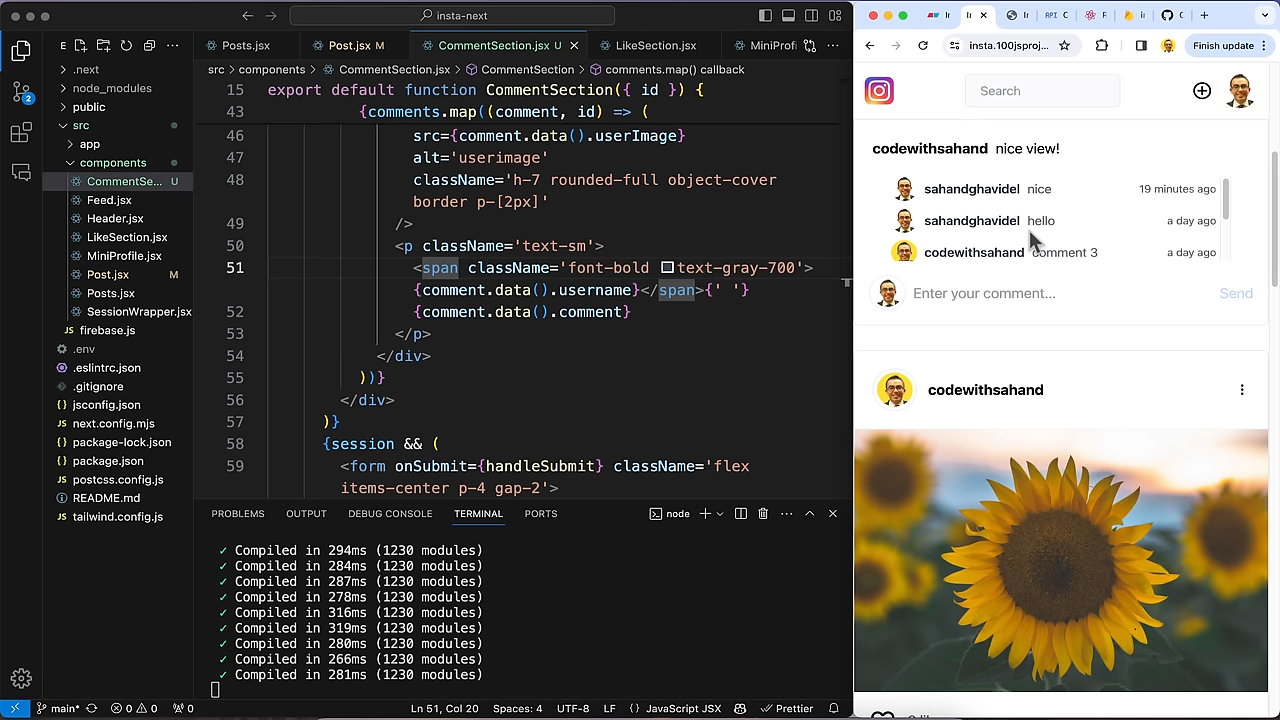 insta-next
Posts.jsx
Post.jsx M
CommentSection.jsx U
LikeSection.jsx
MiniProfi
src > components > CommentSection.jsx > CommentSection > comments.map() callback
E
.next
node_modules
public
src
app
components
CommentSe... U
Feed.jsx
Header.jsx
LikeSection.jsx
MiniProfile.jsx
Post.jsx M
Posts.jsx
SessionWrapper.jsx
firebase.js
.env
.eslintrc.json
.gitignore
jsconfig.json
next.config.mjs
package-lock.json
package.json
postcss.config.js
README.md
tailwind.config.js
2
15 export default function CommentSection({ id }) {
43 {comments.map((comment, id) => (
46 src={comment.data().userImage}
47 alt='userimage'
48 className='h-7 rounded-full object-cover
border p-[2px]'
49 />
50 <p className='text-sm'>
51 <span className='font-bold text-gray-700'>
{comment.data().username}</span>{' '}
52 {comment.data().comment}
53 </p>
54 </div>
55 ))}
56 </div>
57 )}
58 {session && (
59 <form onSubmit={handleSubmit} className='flex
items-center p-4 gap-2'>
PROBLEMS OUTPUT DEBUG CONSOLE TERMINAL PORTS
node
✓ Compiled in 294ms (1230 modules)
✓ Compiled in 284ms (1230 modules)
✓ Compiled in 287ms (1230 modules)
✓ Compiled in 278ms (1230 modules)
✓ Compiled in 316ms (1230 modules)
✓ Compiled in 319ms (1230 modules)
✓ Compiled in 280ms (1230 modules)
✓ Compiled in 266ms (1230 modules)
✓ Compiled in 281ms (1230 modules)
main* 0 0 0
Ln 51, Col 20 Spaces: 4 UTF-8 LF {} JavaScript JSX Prettier
API C
insta.100jsproj...
Finish update
Search
codewithsahand nice view!
sahandghavidel nice 19 minutes ago
sahandghavidel hello a day ago
codewithsahand comment 3 a day ago
Enter your comment... Send
codewithsahand